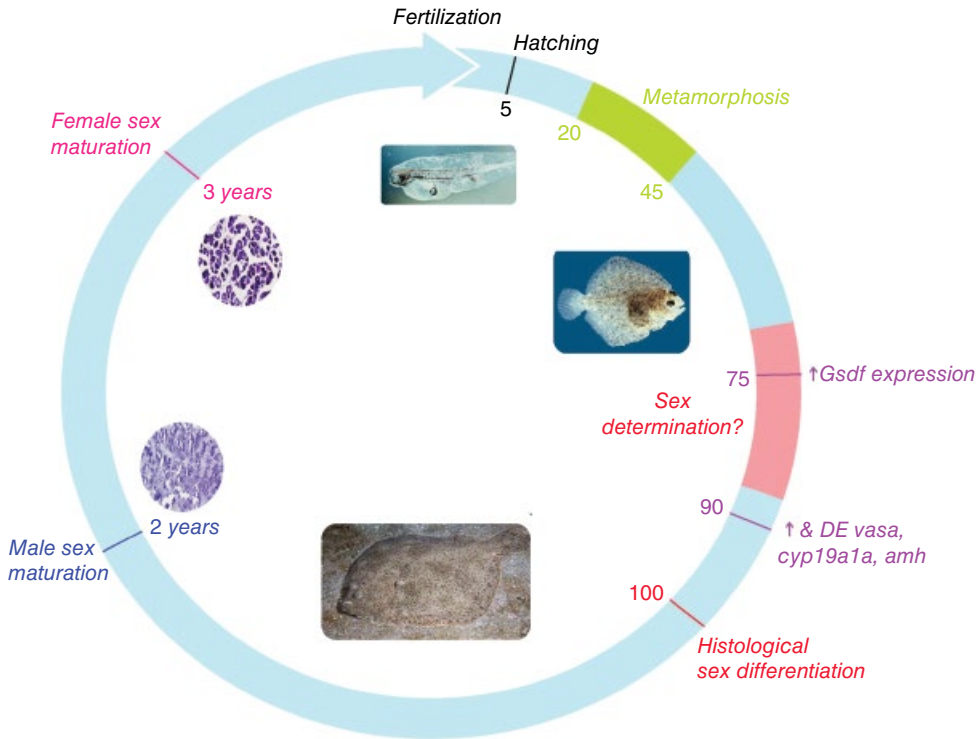 Fertilization
Hatching
5
Metamorphosis
20
45
75
↑Gsdf expression
Sex
determination?
90
↑ & DE vasa,
cyp19a1a, amh
100
Histological
sex differentiation
2 years
Male sex
maturation
3 years
Female sex
maturation